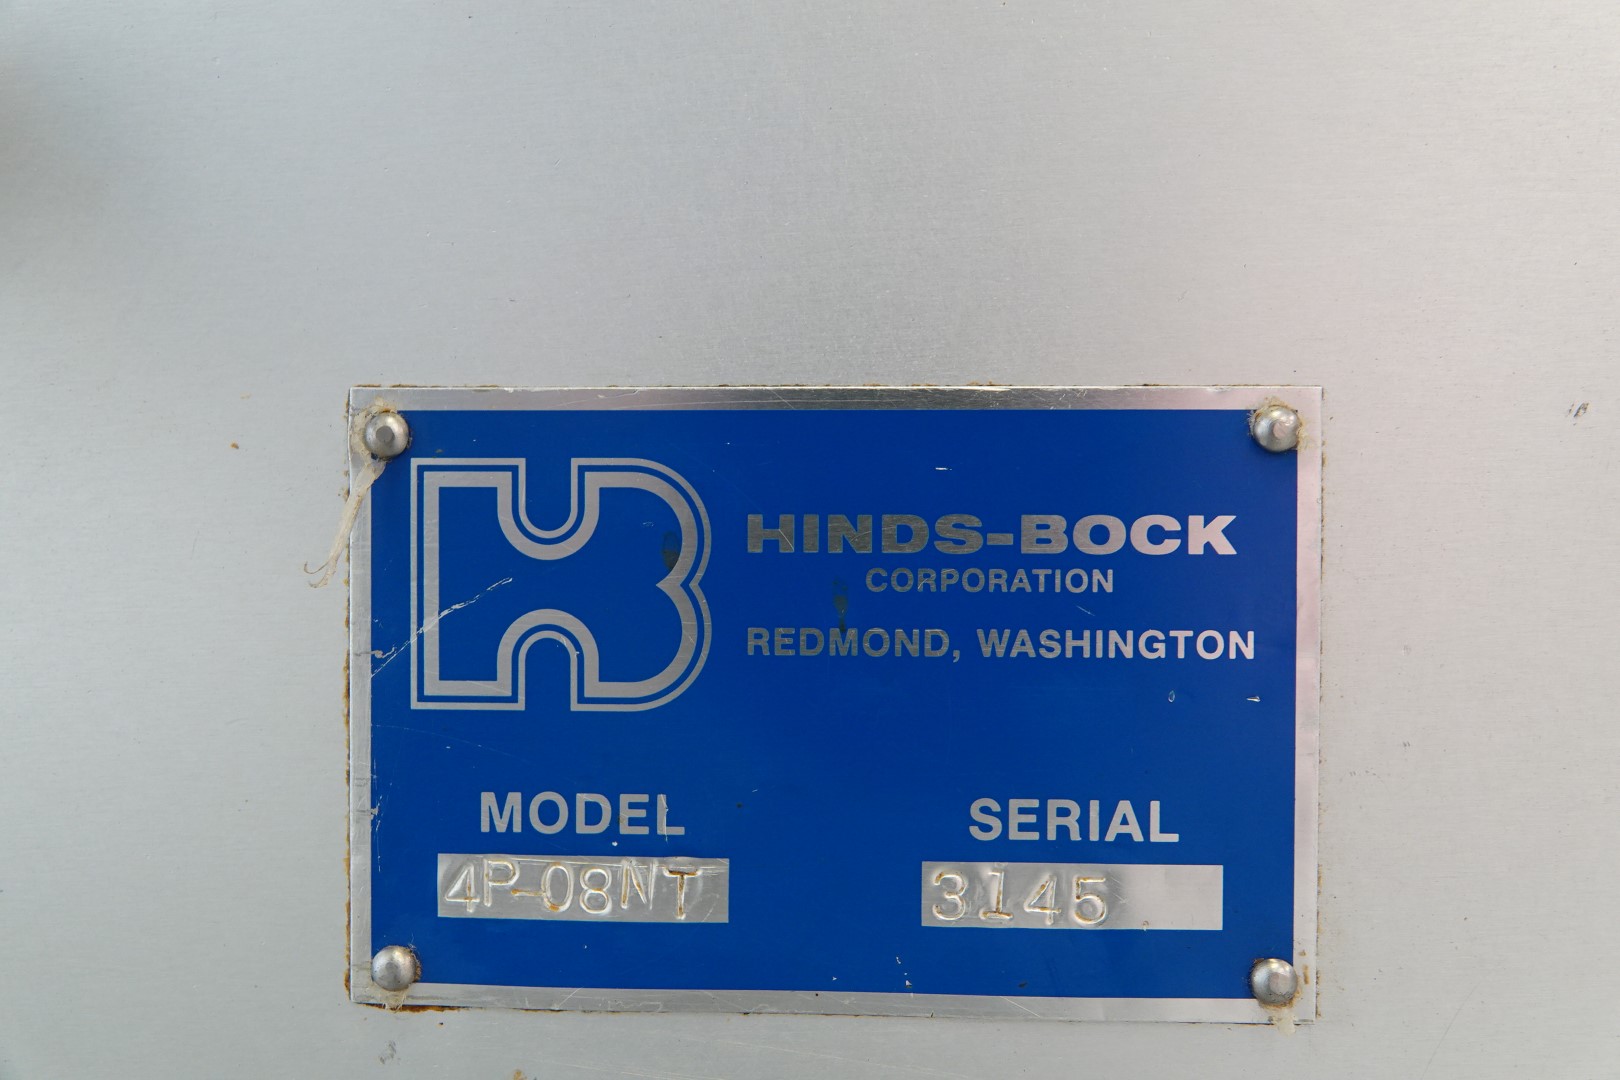 HINDS-BOCK
CORPORATION
REDMOND, WASHINGTON
MODEL
4P-08NT
SERIAL
3145